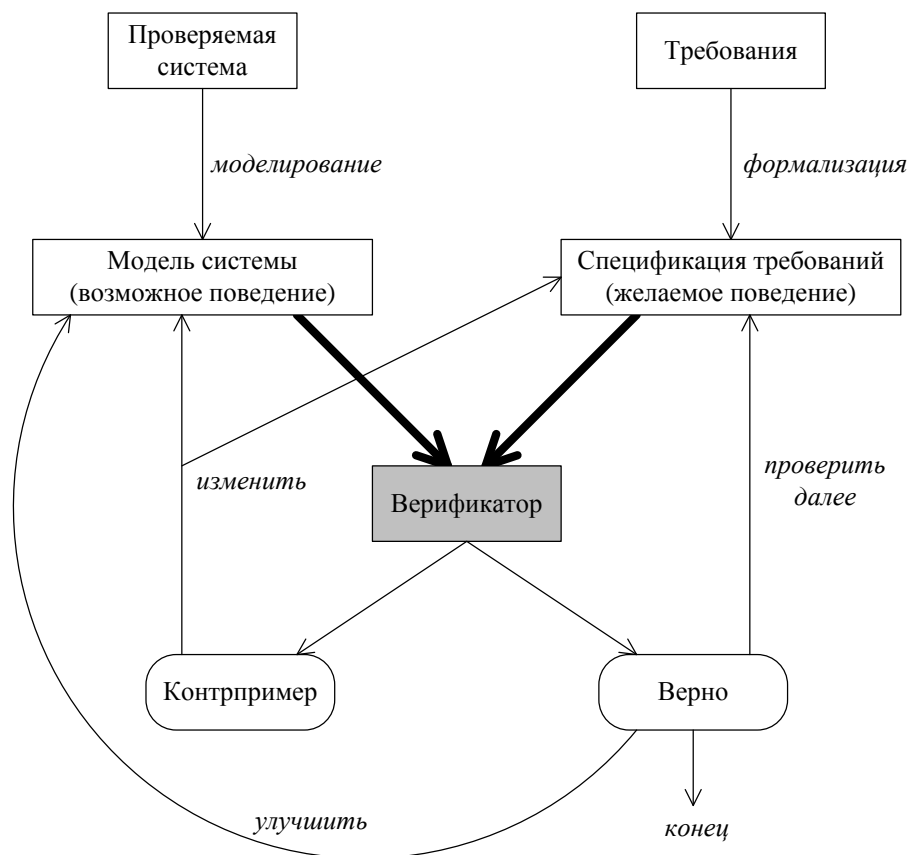 Проверяемая
система
Требования
моделирование
формализация
Модель системы
(возможное поведение)
Спецификация требований
(желаемое поведение)
изменить
Верификатор
проверить
далее
Контрпример
Верно
улучшить
конец